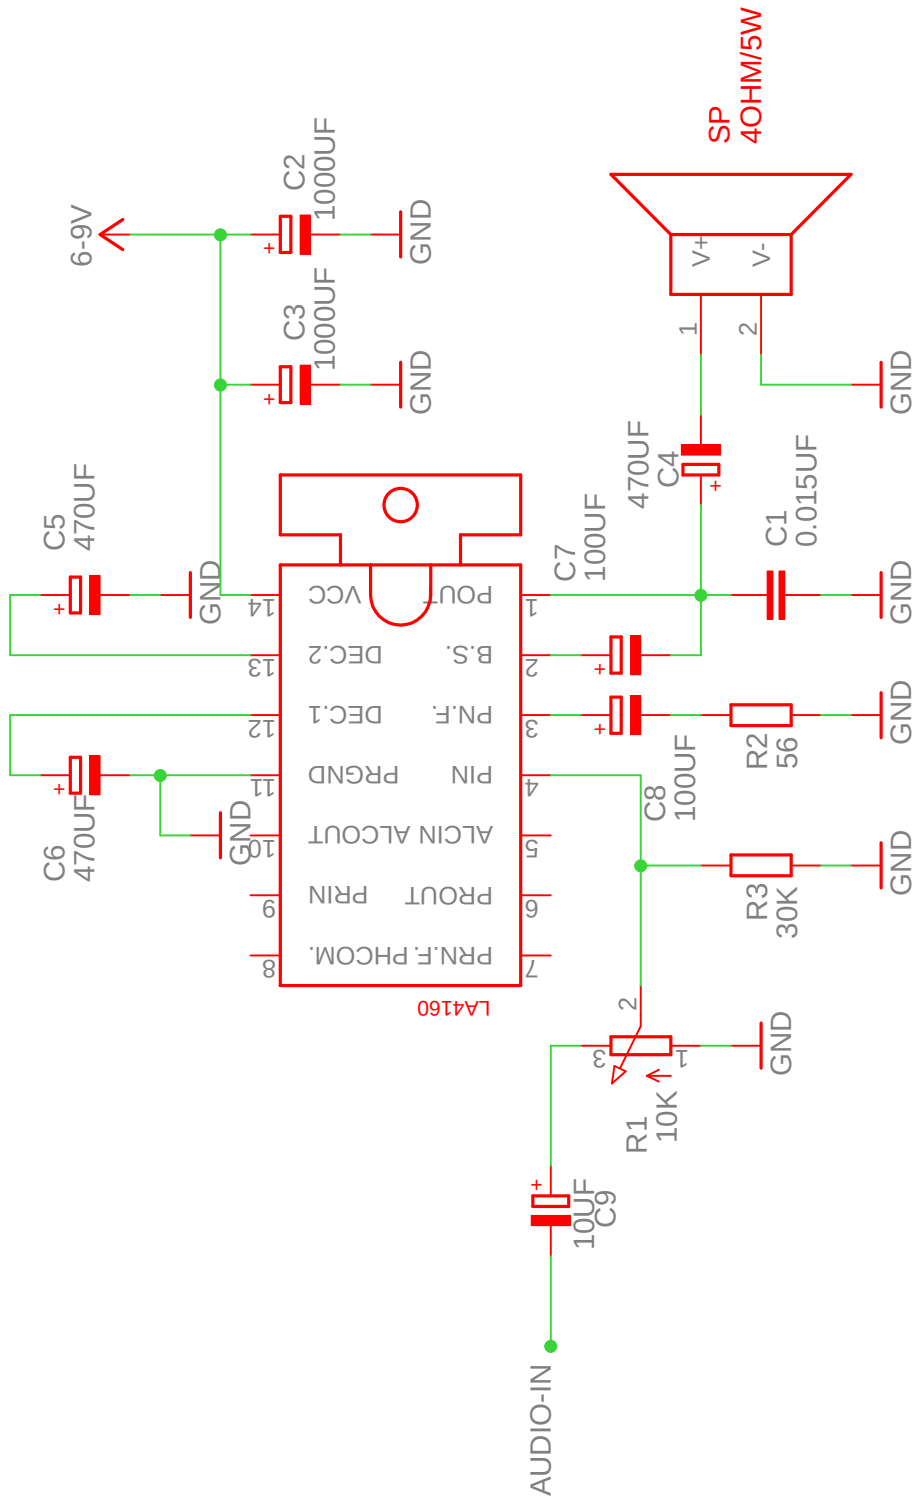 SP
4OHM/5W
6-9V
C2
1000UF
+
GND
C3
1000UF
+
GND
V+
V-
1
2
GND
C5
470UF
+
GND
470UF
C4
+
C7
100UF
+
C1
0.015UF
GND
14
VCC
POUT
1
13
DEC.2
B.S.
2
12
DEC.1
PN.F.
3
11
PRGND
PIN
4
10
ALCOUT
ALCIN
5
9
PRIN
PROUT
6
8
PHCOM.
PRN.F.
7
LA4160
+
C8
100UF
R2
56
GND
C6
470UF
+
GND
R3
30K
GND
2
3
1
R1
10K
GND
+
10UF
C9
AUDIO-IN